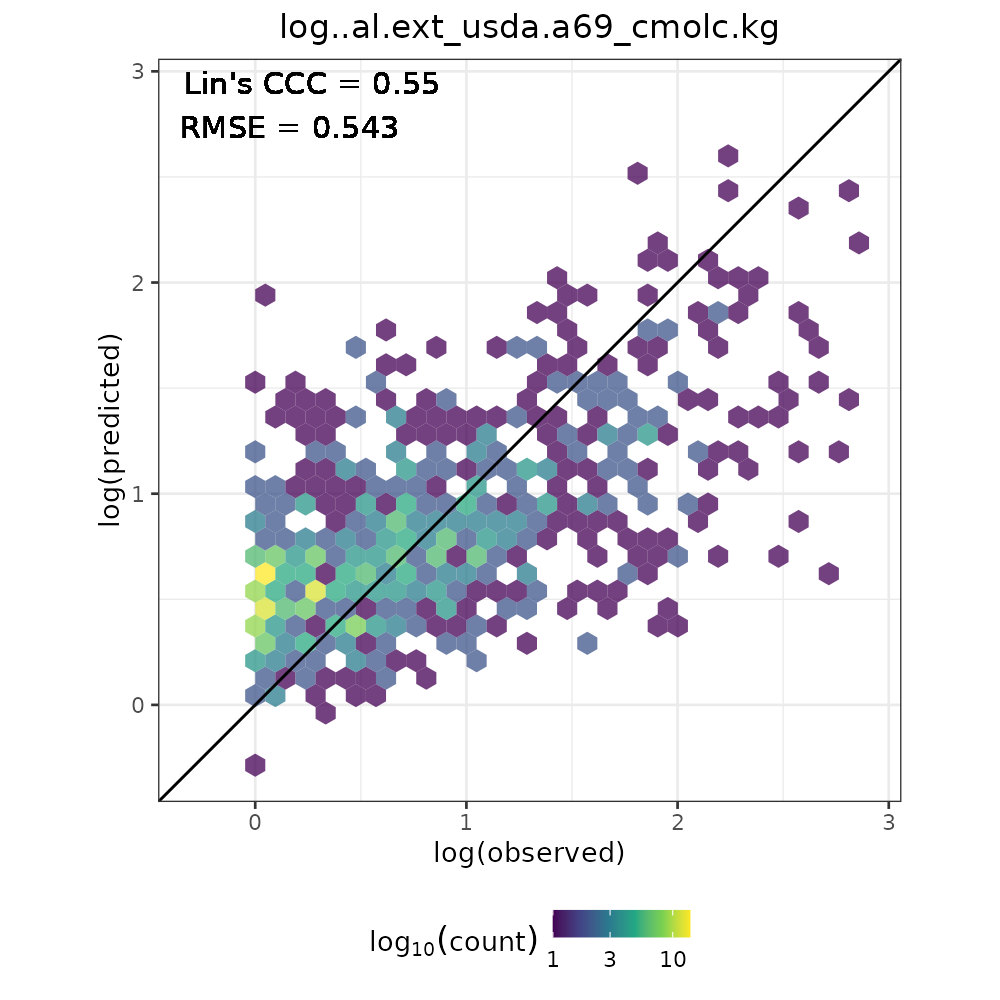 log..al.ext_usda.a69_cmolc.kg
Lin's CCC = 0.55
RMSE = 0.543
3
2
1
0
log(predicted)
0 1 2 3
log(observed)
log₁₀(count)
1 3 10